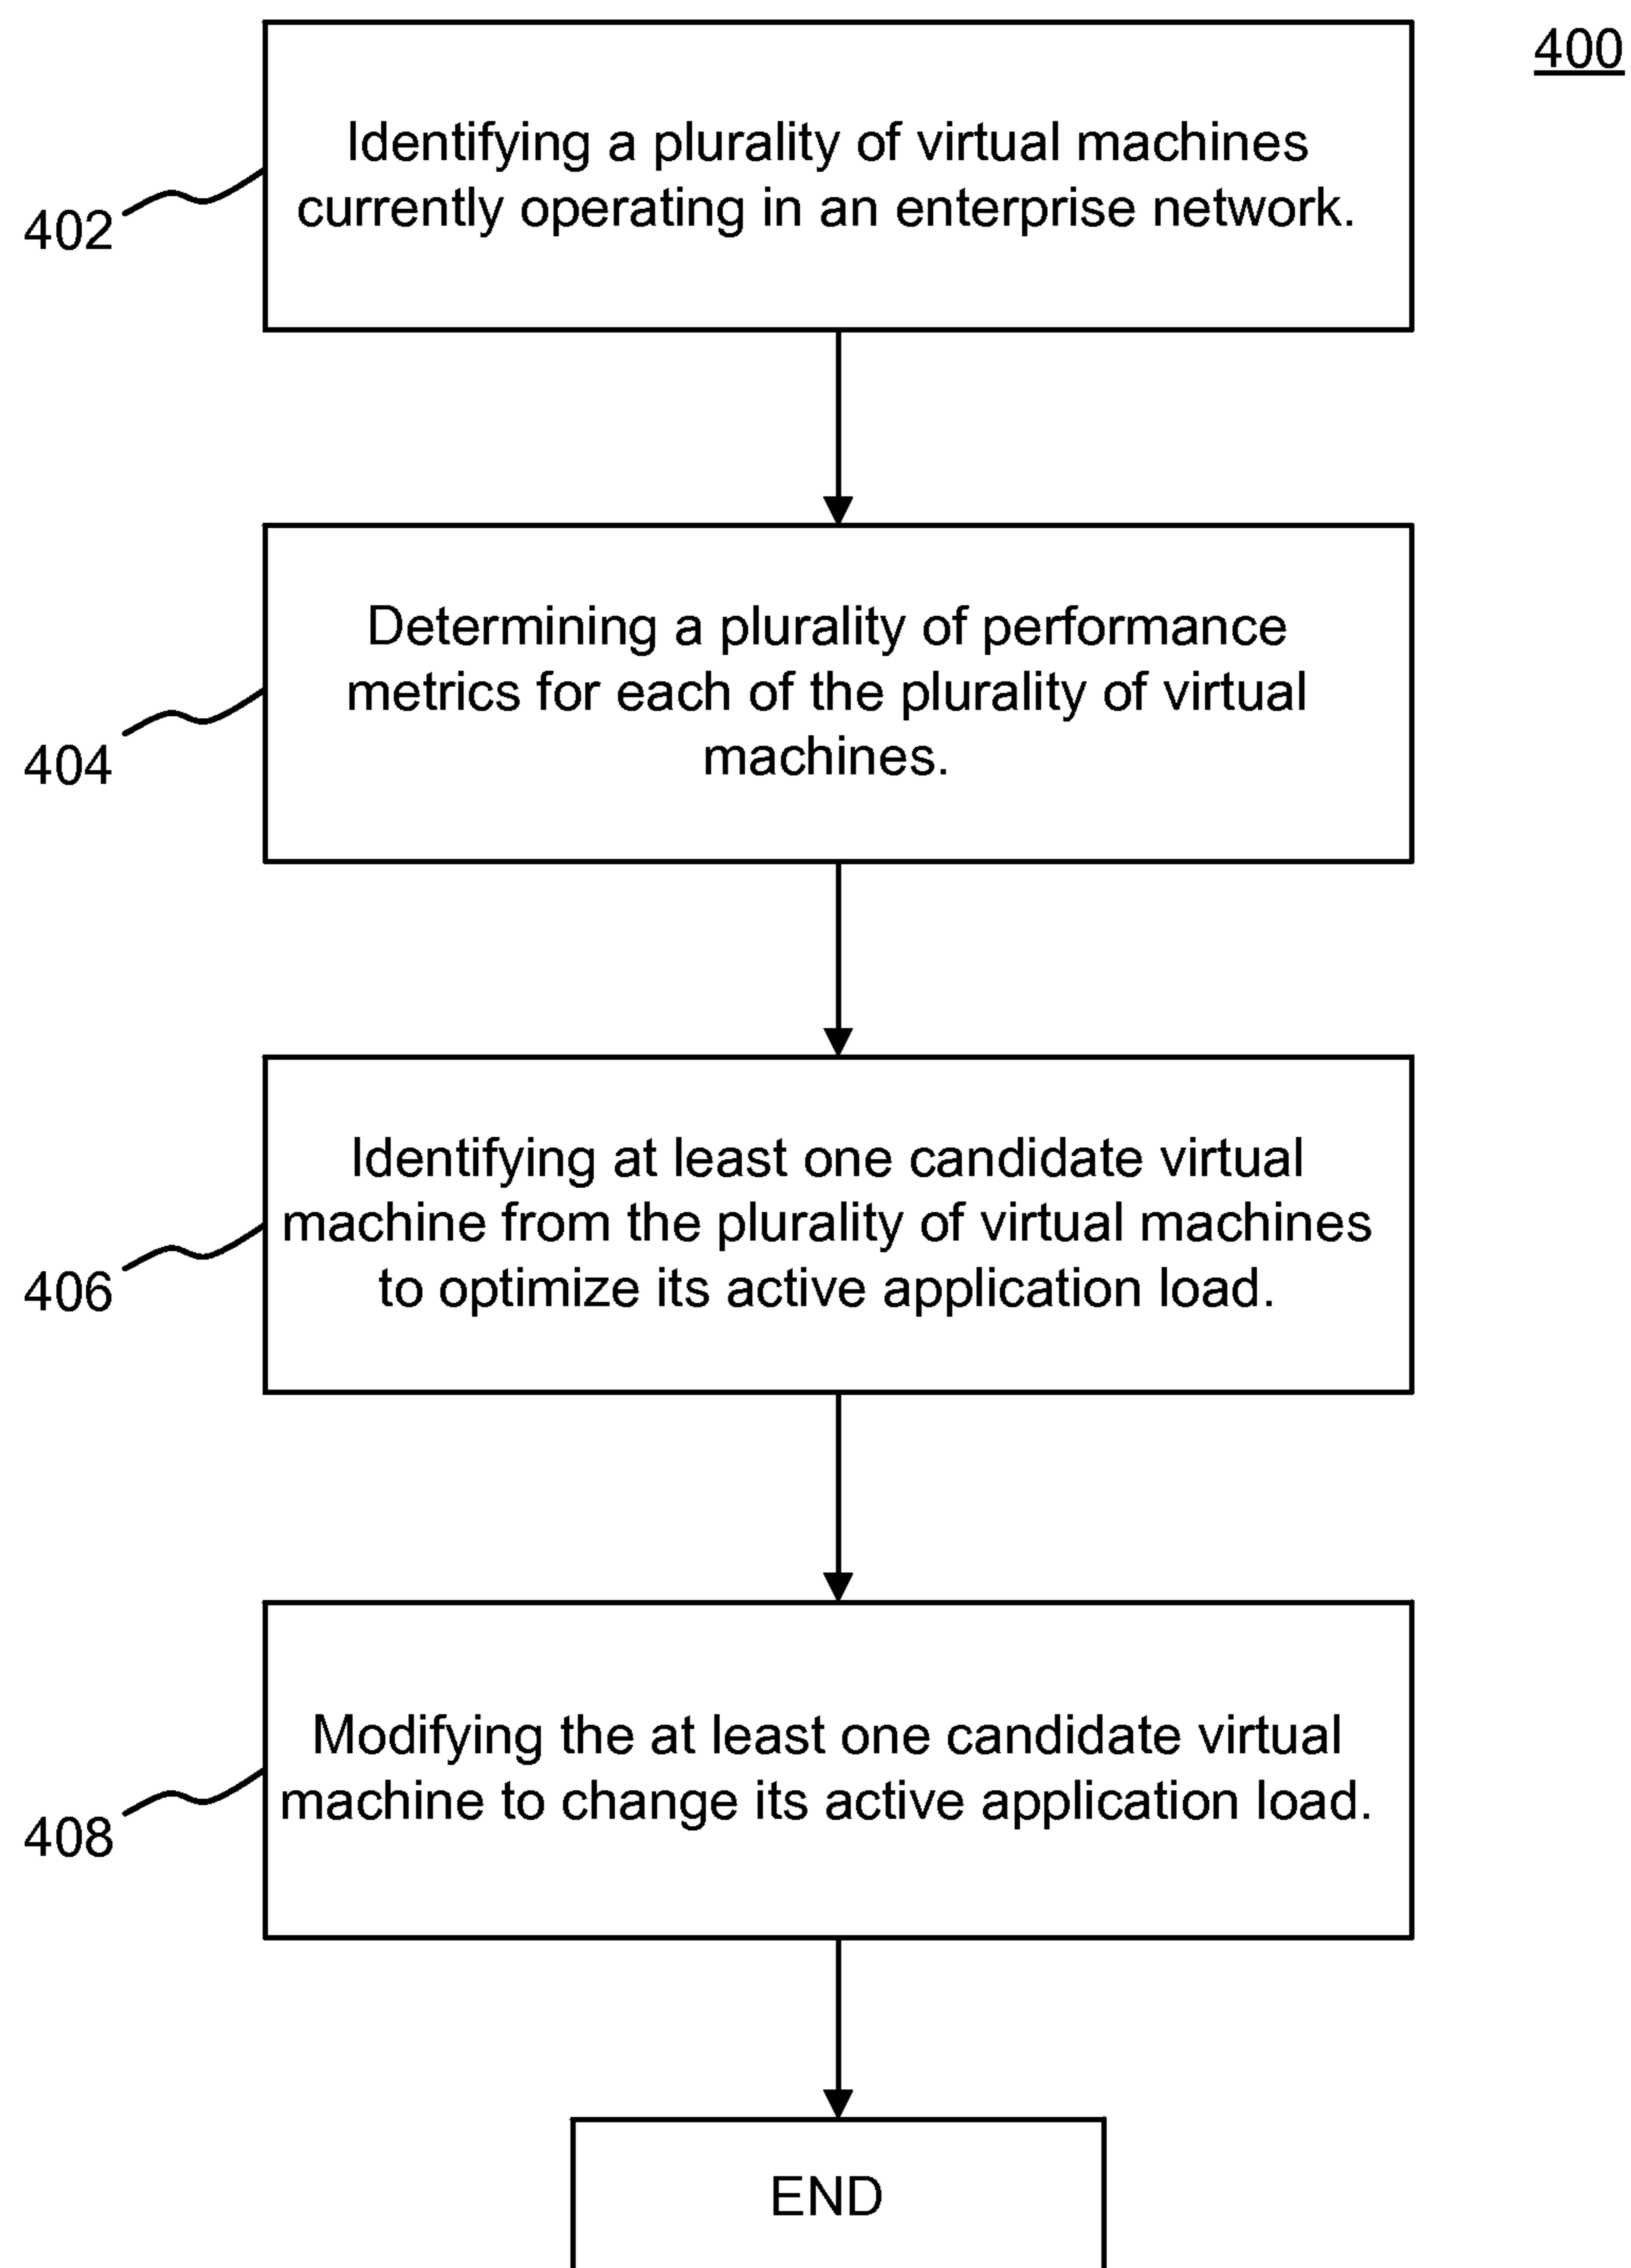 400
Identifying a plurality of virtual machines
currently operating in an enterprise network.
402
Determining a plurality of performance
metrics for each of the plurality of virtual
machines.
404
Identifying at least one candidate virtual
machine from the plurality of virtual machines
to optimize its active application load.
406
Modifying the at least one candidate virtual
machine to change its active application load.
408
END